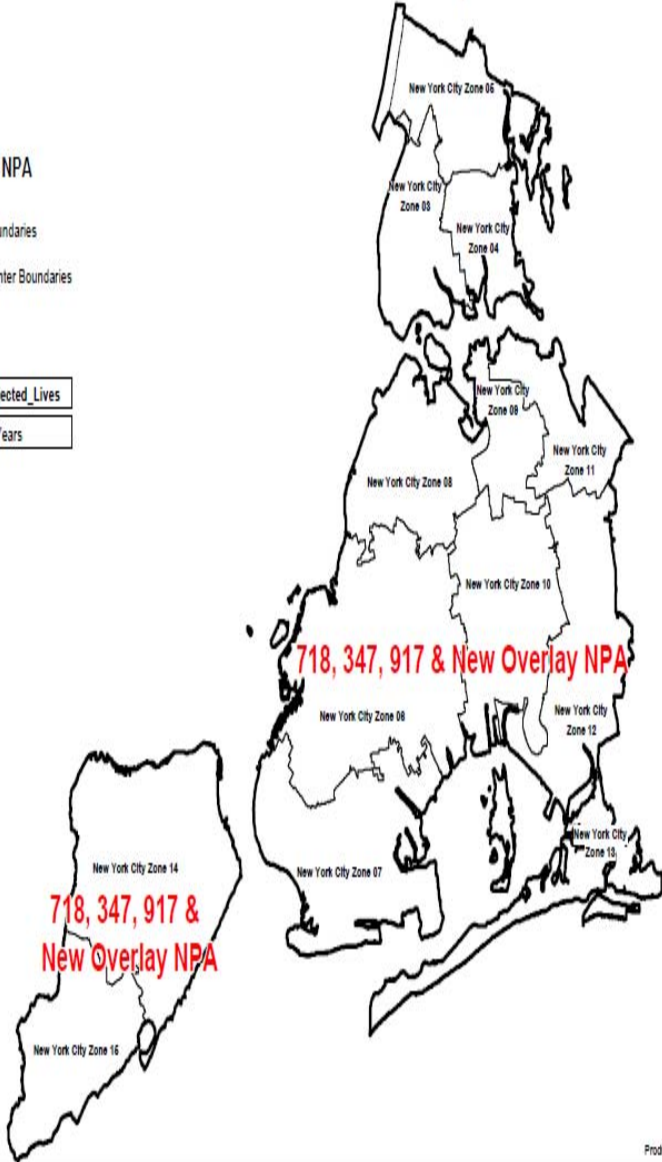 New York City Zone 05
NPA
undaries
nter Boundaries
New York City
Zone 03
New York City
Zone 04
ected_Lives
Years
New York City
Zone 09
New York City
Zone 11
New York City Zone 08
New York City Zone 10
718, 347, 917 & New Overlay NPA
New York City Zone 06
New York City
Zone 12
New York City
Zone 13
New York City Zone 14
New York City Zone 07
718, 347, 917 &
New Overlay NPA
New York City Zone 15
Prod